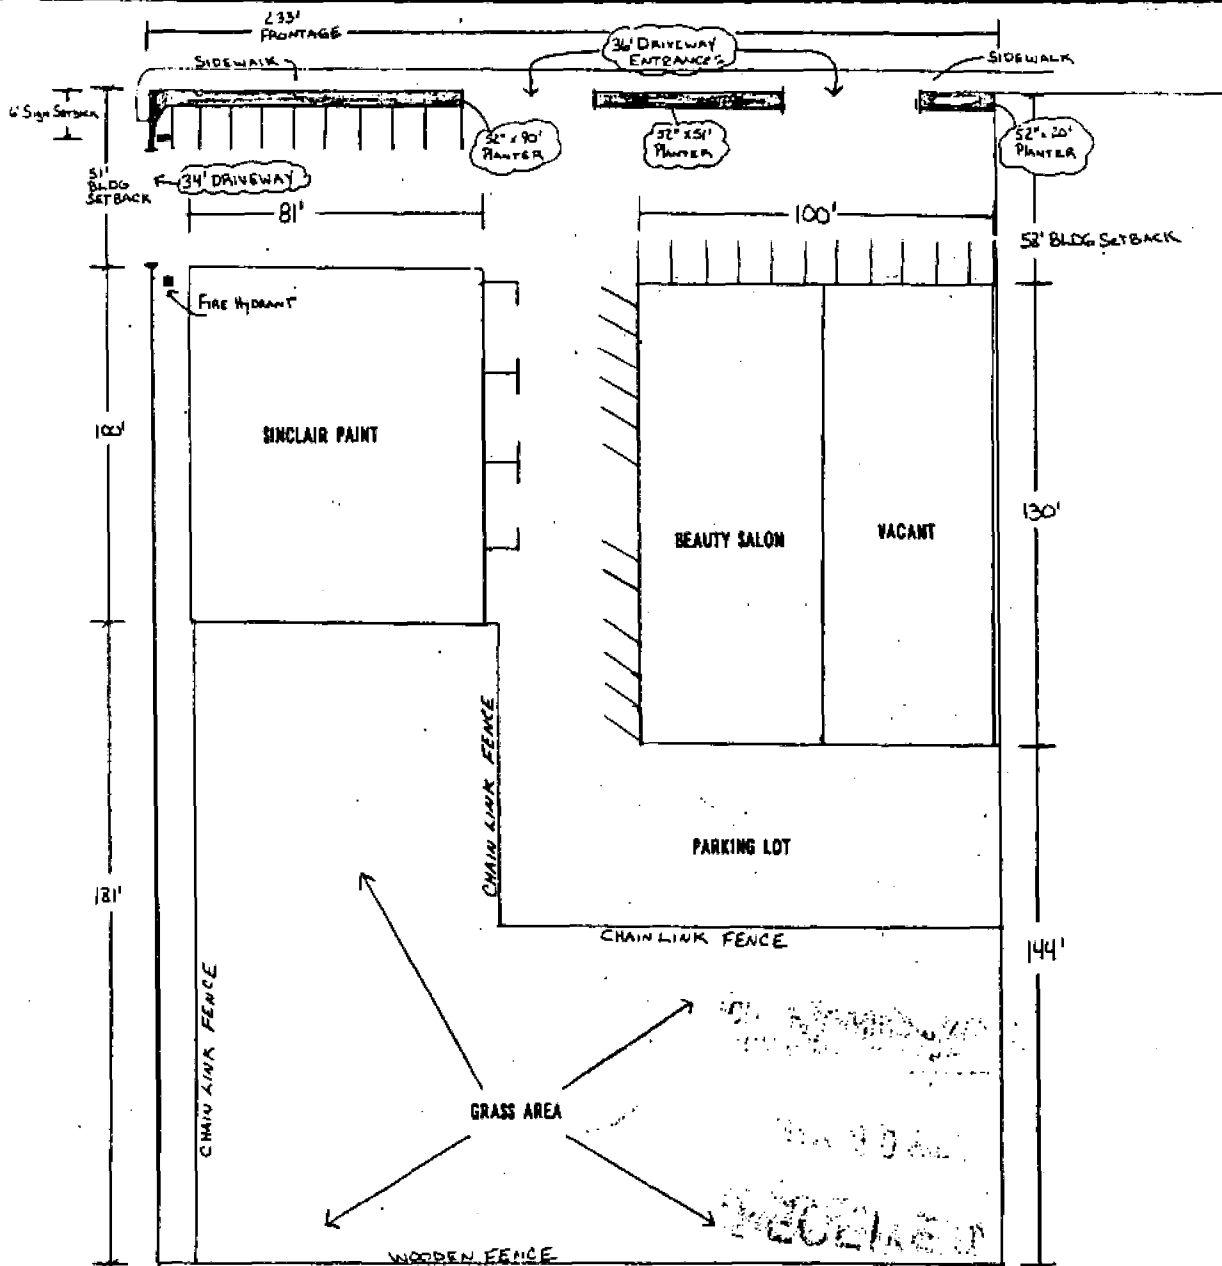 233'
FRONTAGE
36' DRIVEWAY
ENTRANCES
SIDEWALK
SIDEWALK
6' Sign Setback
52" x 90'
PLANTER
52" x 51'
PLANTER
52" x 20'
PLANTER
51'
BLDG
SETBACK
34' DRIVEWAY
81'
100'
58' BLDG SETBACK
FIRE HYDRANT
100'
SINCLAIR PAINT
130'
BEAUTY SALON
VACANT
CHAIN LINK FENCE
PARKING LOT
181'
CHAIN LINK FENCE
144'
CHAIN LINK FENCE
GRASS AREA
WOODEN FENCE